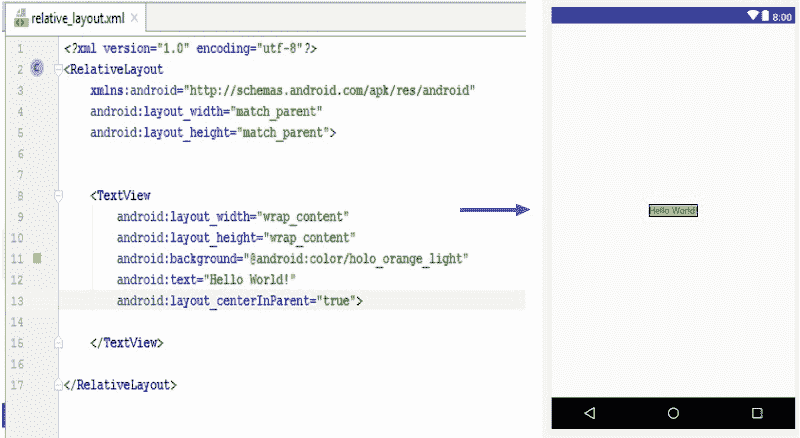 relative_layout.xml
8:00
1 <?xml version="1.0" encoding="utf-8"?>
2 <RelativeLayout
3 xmlns:android="http://schemas.android.com/apk/res/android"
4 android:layout_width="match_parent"
5 android:layout_height="match_parent">
6
7
8 <TextView
9 android:layout_width="wrap_content"
10 android:layout_height="wrap_content"
11 android:background="@android:color/holo_orange_light"
12 android:text="Hello World!"
13 android:layout_centerInParent="true">
14
15 </TextView>
16
17 </RelativeLayout>
Hello World!